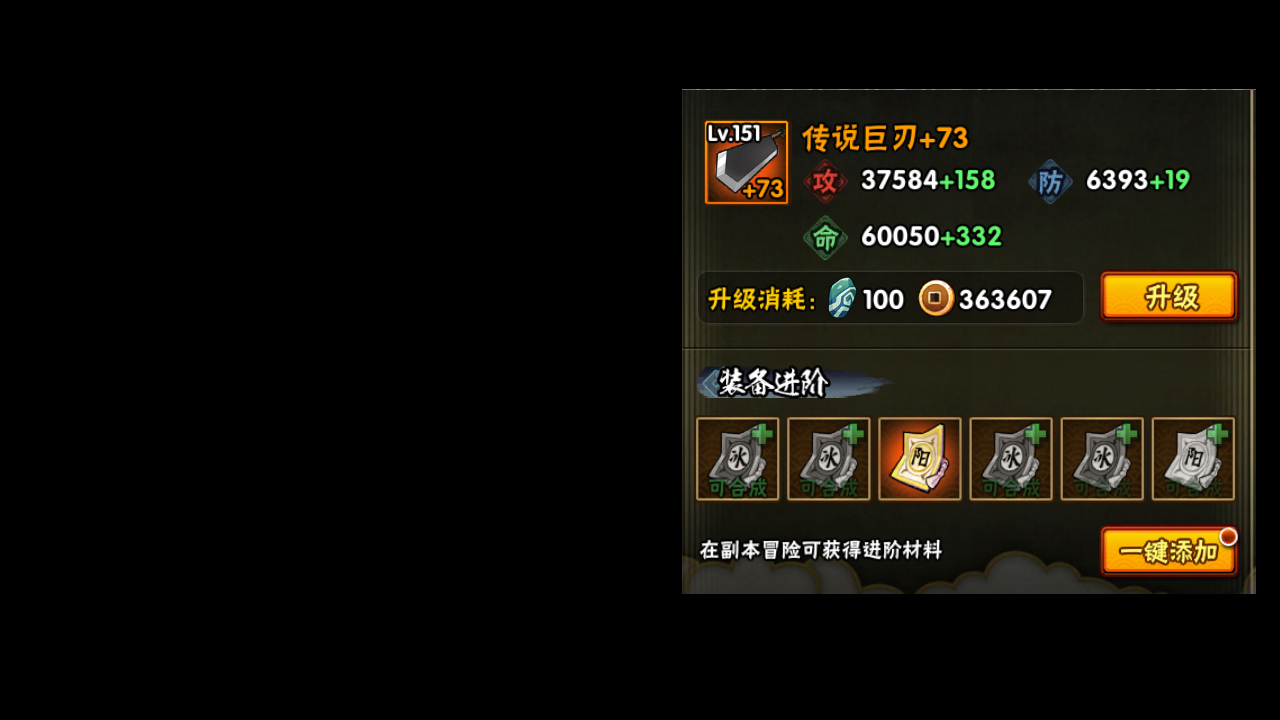 Lv.151
+73
传说巨刃+73
攻 37584+158 防 6393+19
命 60050+332
升级消耗: 100 363607 升级
装备进阶
冰 冰 阳 冰 冰 阳
可合成 可合成 可合成 可合成 可合成
在副本冒险可获得进阶材料 一键添加